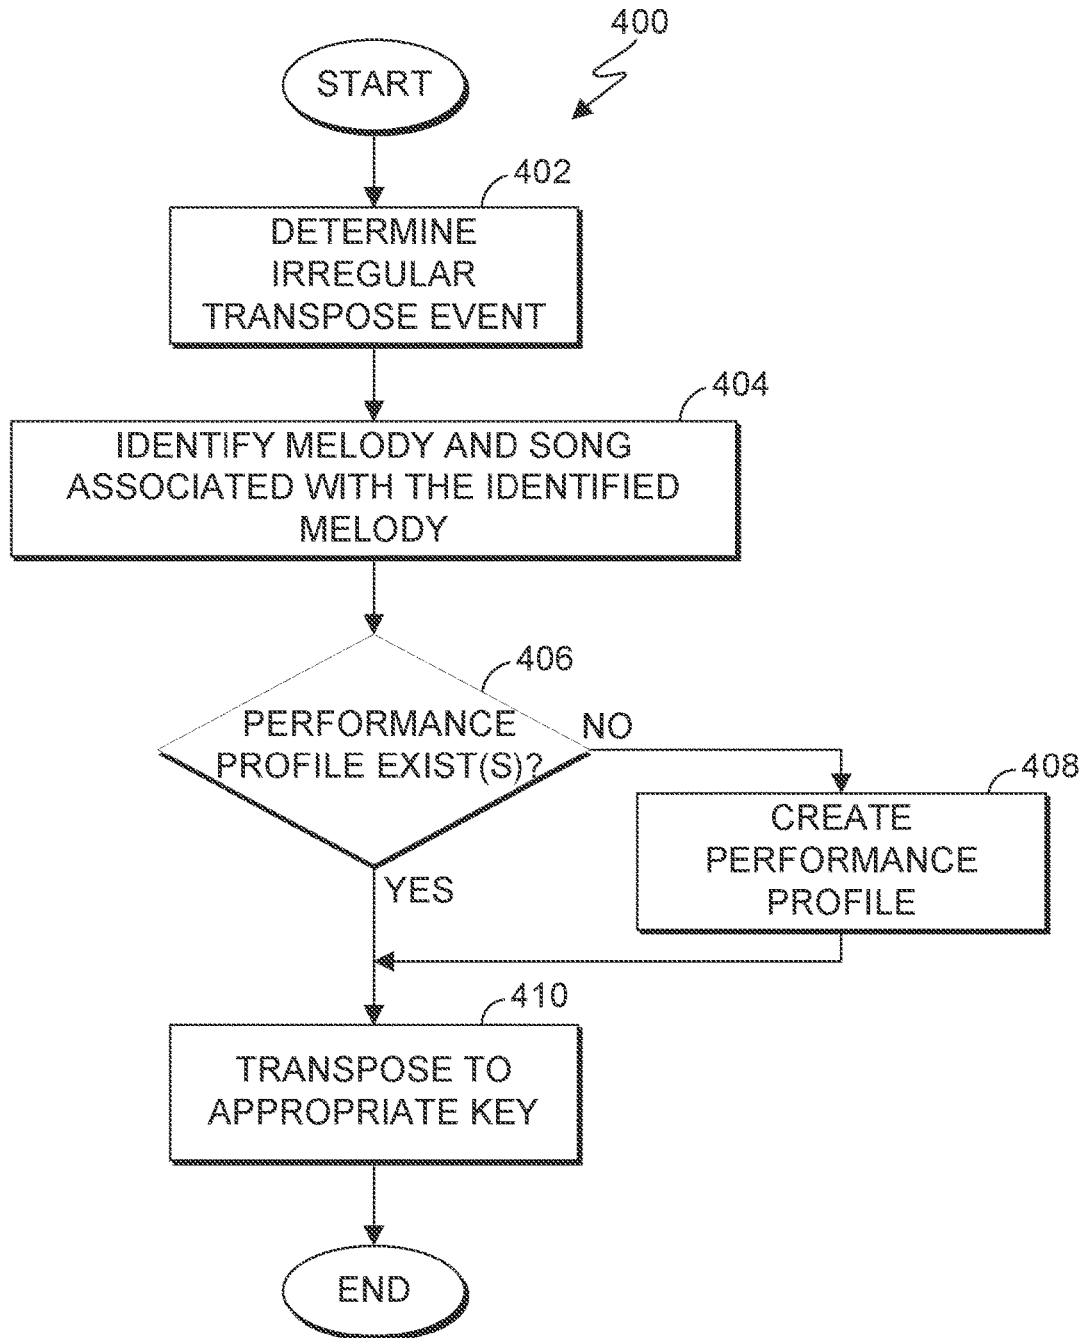 400
START
402
DETERMINE
IRREGULAR
TRANSPOSE EVENT
404
IDENTIFY MELODY AND SONG
ASSOCIATED WITH THE IDENTIFIED
MELODY
406
PERFORMANCE
PROFILE EXIST(S)?
NO
408
CREATE
PERFORMANCE
PROFILE
YES
410
TRANSPOSE TO
APPROPRIATE KEY
END